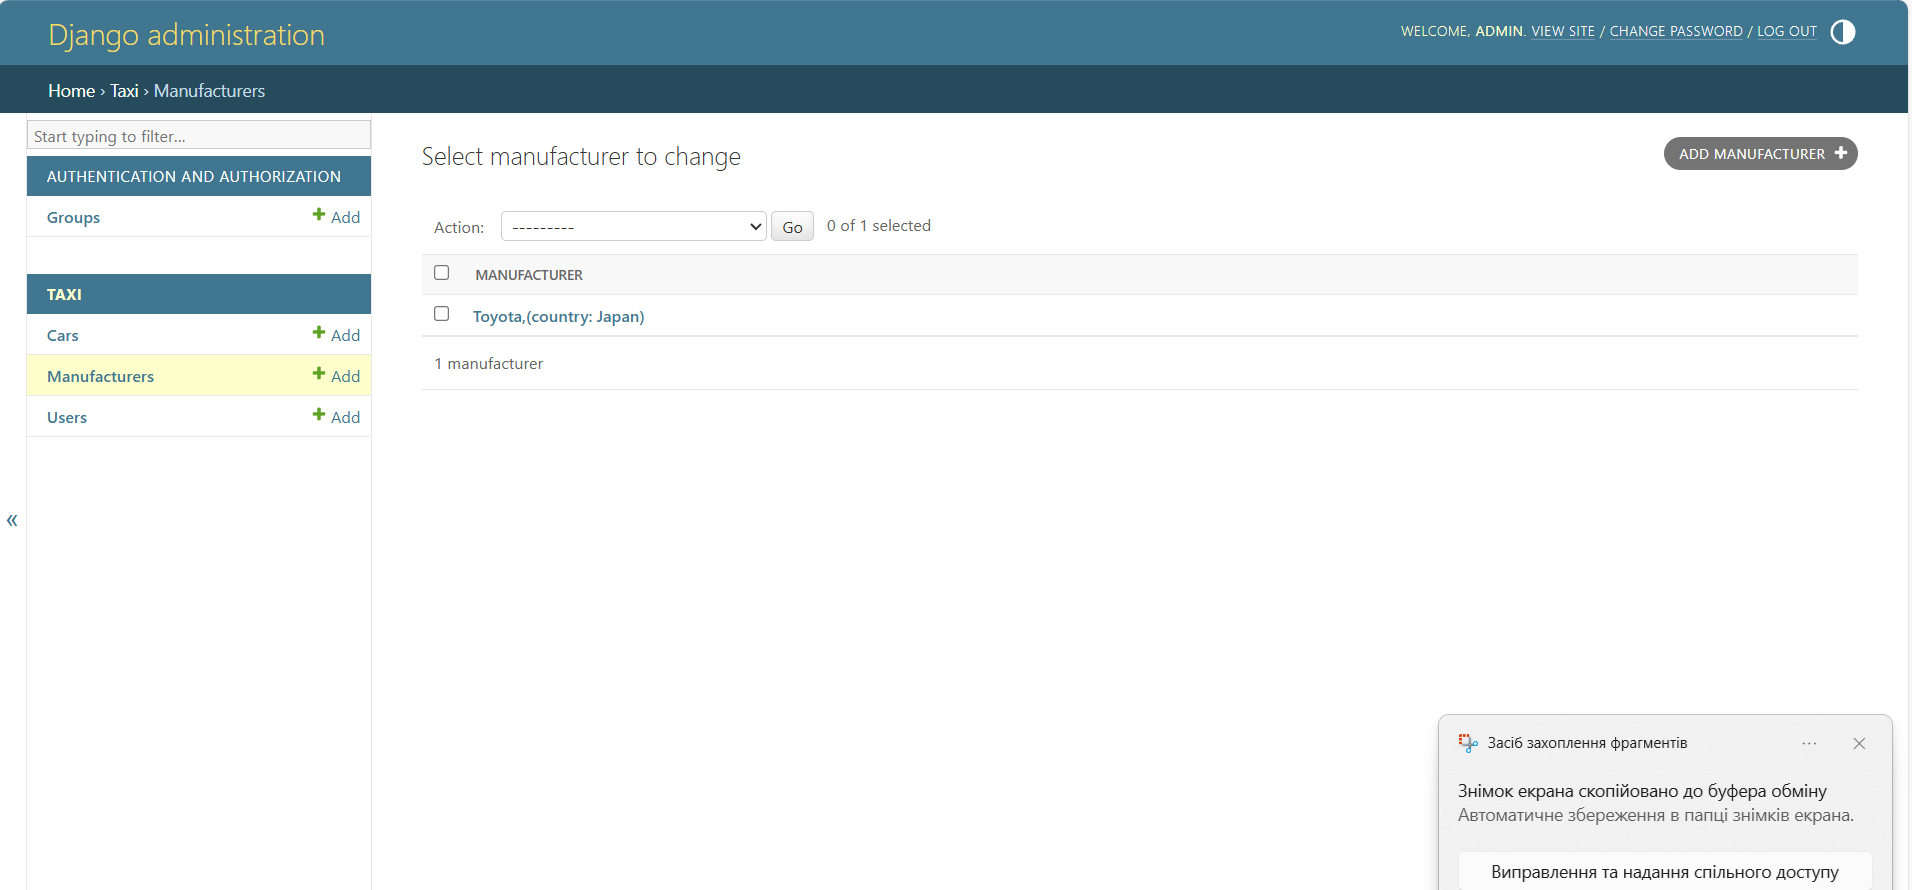 Django administration
WELCOME, ADMIN. VIEW SITE / CHANGE PASSWORD / LOG OUT
Home › Taxi › Manufacturers
Start typing to filter...
AUTHENTICATION AND AUTHORIZATION
Groups
Add
TAXI
Cars
Add
Manufacturers
Add
Users
Add
«
Select manufacturer to change
ADD MANUFACTURER
Action:
---------
Go
0 of 1 selected
MANUFACTURER
Toyota,(country: Japan)
1 manufacturer
Засіб захоплення фрагментів
Знімок екрана скопійовано до буфера обміну
Автоматичне збереження в папці знімків екрана.
Виправлення та надання спільного доступу